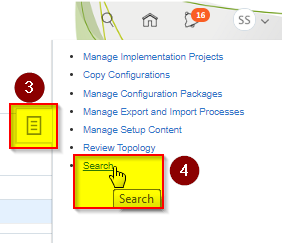 16
SS
3
Manage Implementation Projects
Copy Configurations
Manage Configuration Packages
Manage Export and Import Processes
Manage Setup Content
Review Topology
Search
4
Search